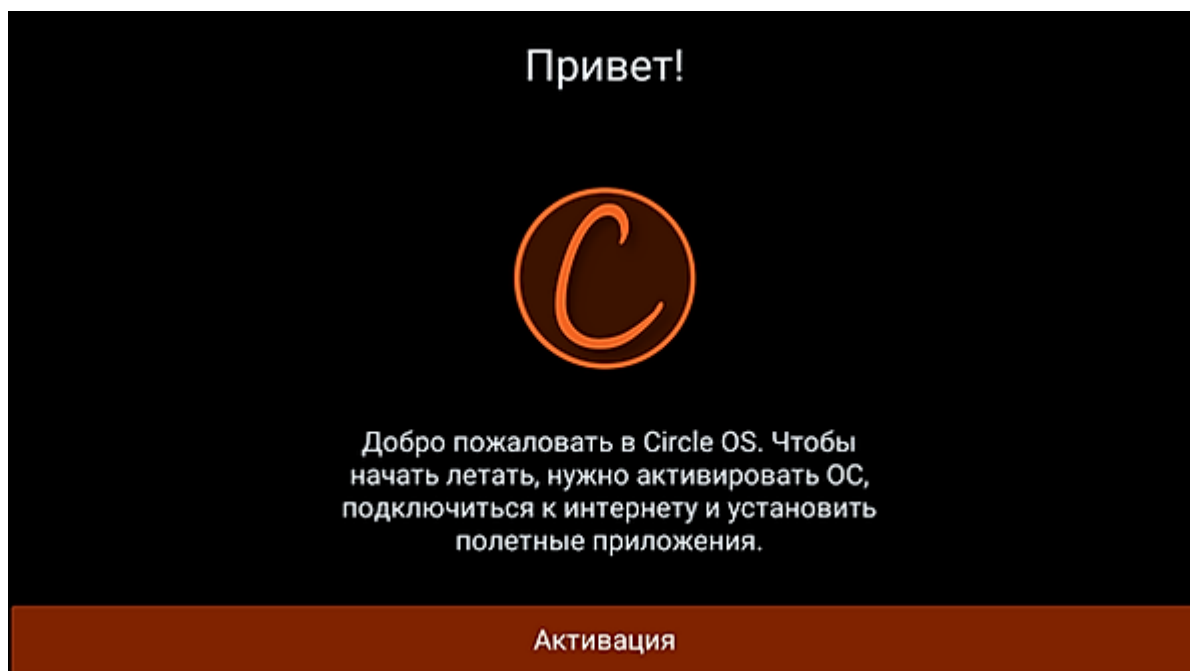 Привет!
C
Добро пожаловать в Circle OS. Чтобы
начать летать, нужно активировать ОС,
подключиться к интернету и установить
полетные приложения.
Активация